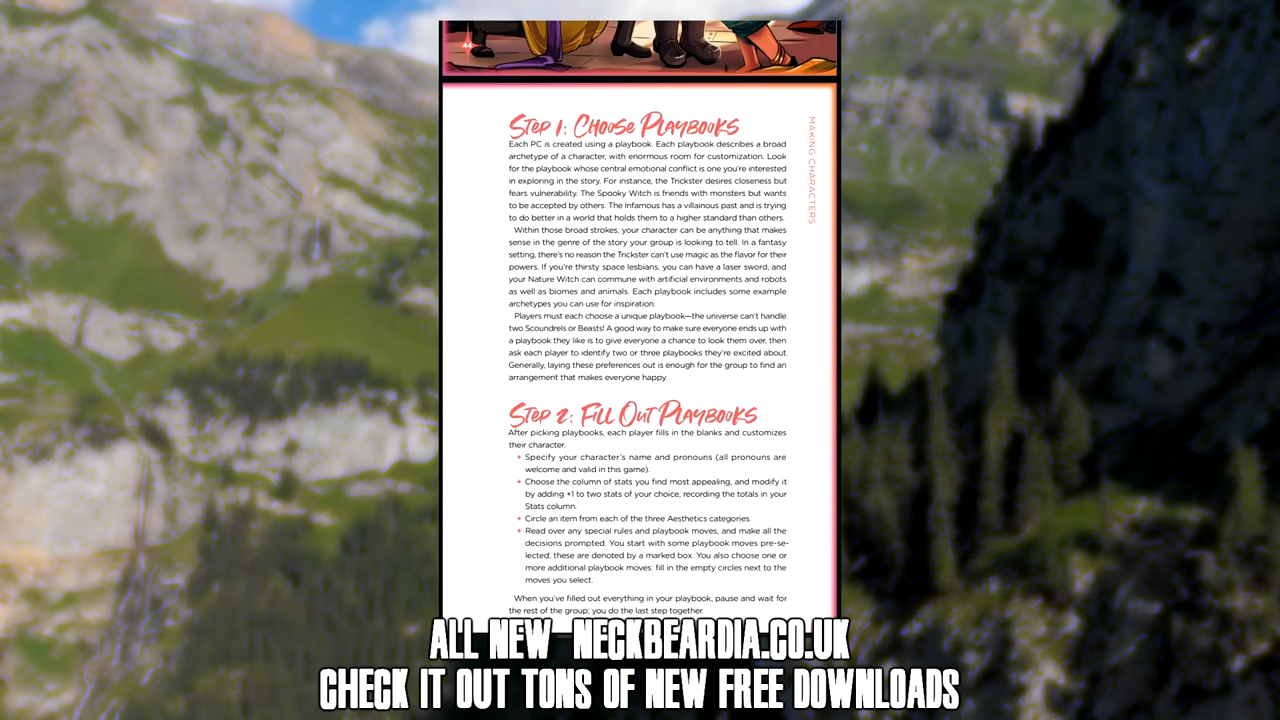 44
Step 1: Choose Playbooks
Each PC is created using a playbook. Each playbook describes a broad
archetype of a character, with enormous room for customization. Look
for the playbook whose central emotional conflict is one you're interested
in exploring in the story. For instance, the Trickster desires closeness but
fears vulnerability. The Spooky Witch is friends with monsters but wants
to be accepted by others. The Infamous has a villainous past and is trying
to do better in a world that holds them to a higher standard than others.
Within those broad strokes, your character can be anything that makes
sense in the genre of the story your group is looking to tell. In a fantasy
setting, there's no reason the Trickster can't use magic as the flavor for their
powers. If you're thirsty space lesbians, you can have a laser sword, and
your Nature Witch can commune with artificial environments and robots
as well as biomes and animals. Each playbook includes some example
archetypes you can use for inspiration.
Players must each choose a unique playbook—the universe can't handle
two Scoundrels or Beasts! A good way to make sure everyone ends up with
a playbook they like is to give everyone a chance to look them over, then
ask each player to identify two or three playbooks they're excited about.
Generally, laying these preferences out is enough for the group to find an
arrangement that makes everyone happy.
MAKING CHARACTERS
Step 2: Fill Out Playbooks
After picking playbooks, each player fills in the blanks and customizes
their character.
+ Specify your character's name and pronouns (all pronouns are
welcome and valid in this game).
+ Choose the column of stats you find most appealing, and modify it
by adding +1 to two stats of your choice, recording the totals in your
Stats column.
+ Circle an item from each of the three Aesthetics categories.
+ Read over any special rules and playbook moves, and make all the
decisions prompted. You start with some playbook moves pre-se-
lected; these are denoted by a marked box. You also choose one or
more additional playbook moves: fill in the empty circles next to the
moves you select.
When you've filled out everything in your playbook, pause and wait for
the rest of the group; you do the last step together.
ALL NEW NECKBEARDIA.CO.UK
CHECK IT OUT TONS OF NEW FREE DOWNLOADS